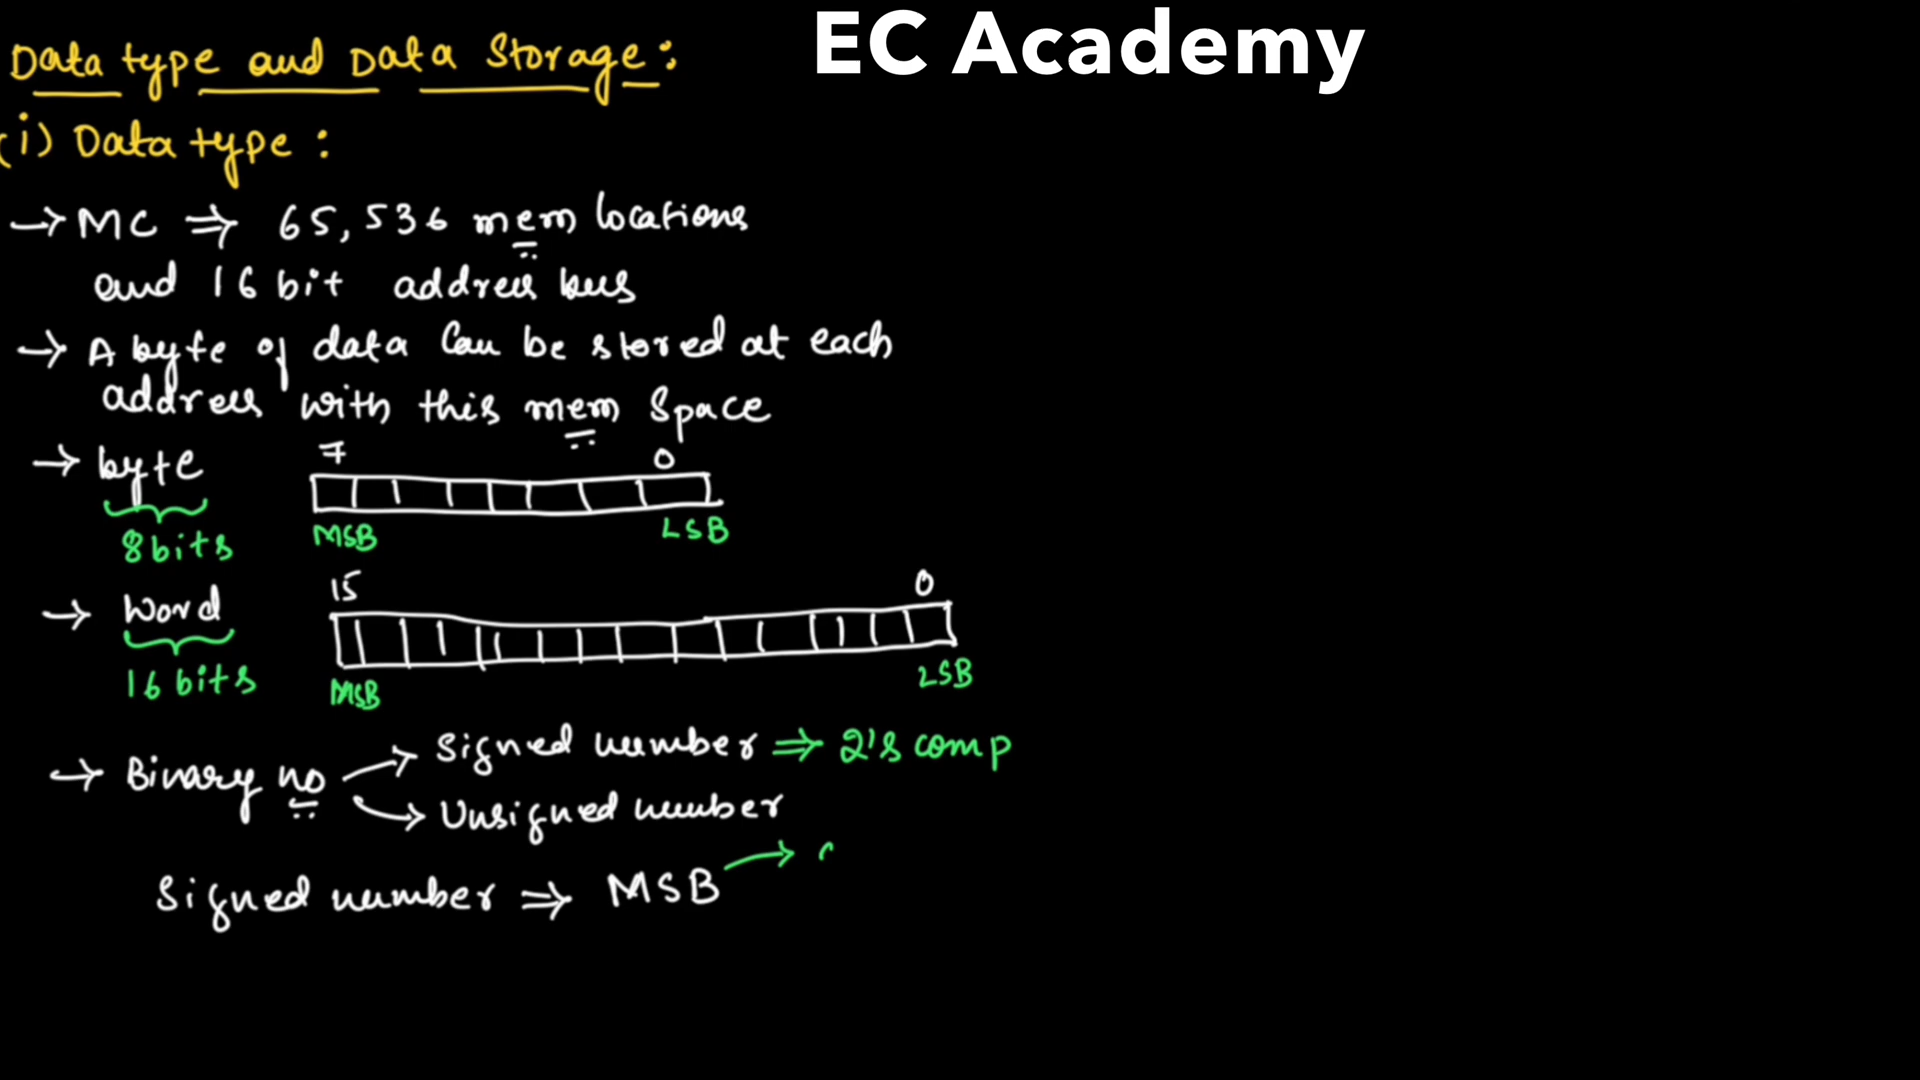 EC Academy
Data type and Data Storage:
(i) Data type:
→ MC ⇒ 65,536 mem locations
and 16 bit address bus
→ A byte of data can be stored at each
address with this mem space
7 0
→ byte
MSB LSB
8 bits
15 0
→ Word
16 bits
MSB LSB
→ Binary no → Signed number ⇒ 2's comp
→ Unsigned number
Signed number ⇒ MSB →